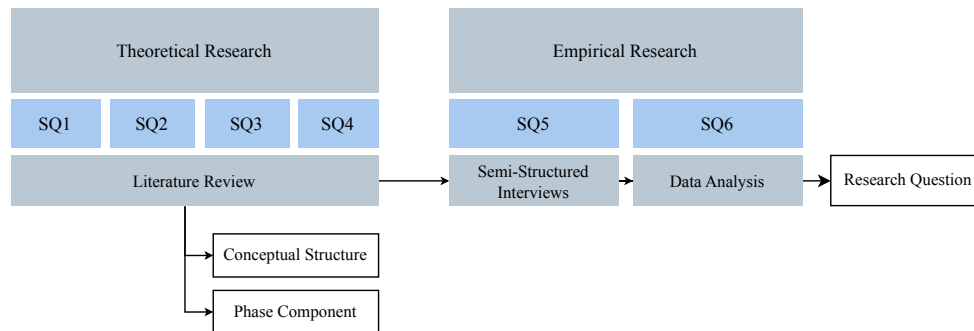 Theoretical Research
Empirical Research
SQ1
SQ2
SQ3
SQ4
SQ5
SQ6
Literature Review
Semi-Structured
Interviews
Data Analysis
Research Question
Conceptual Structure
Phase Component